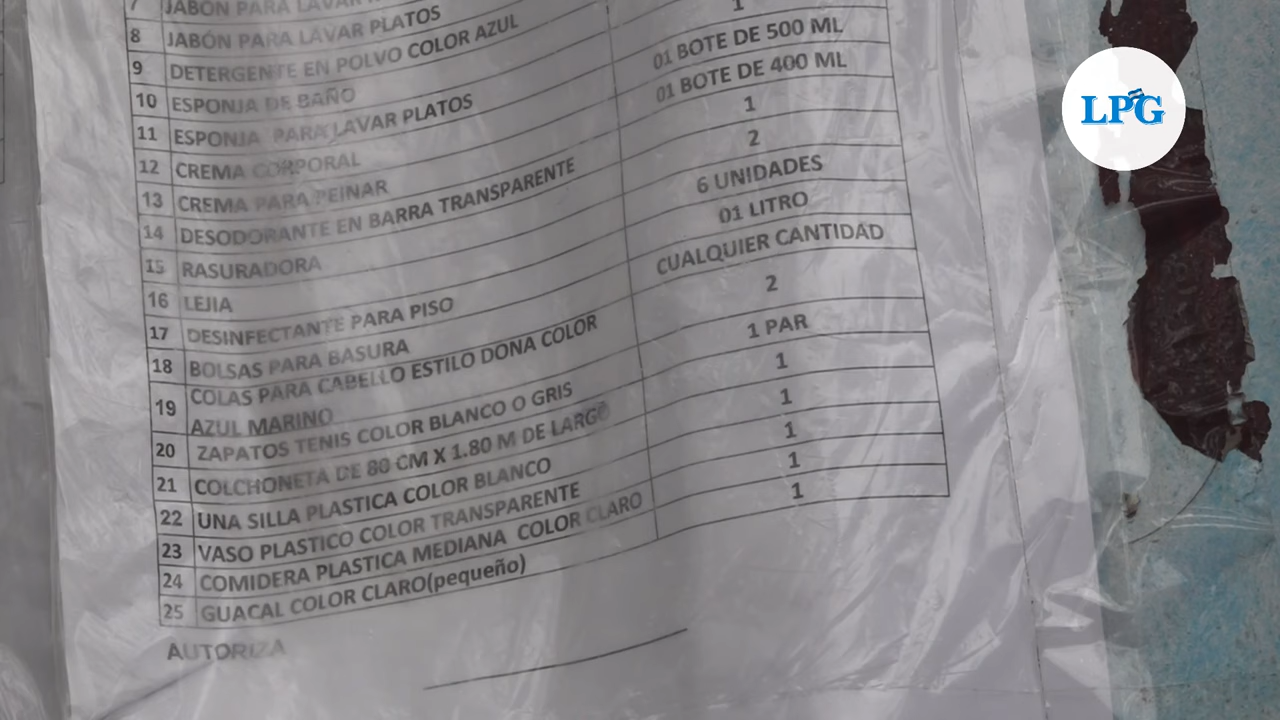 7 JABÓN PARA LAVAR
8 JABÓN PARA LAVAR PLATOS
9 DETERGENTE EN POLVO COLOR AZUL
10 ESPONJA DE BAÑO
11 ESPONJA PARA LAVAR PLATOS 1
12 CREMA CORPORAL 01 BOTE DE 500 ML
13 CREMA PARA PEINAR 01 BOTE DE 400 ML
14 DESODORANTE EN BARRA TRANSPARENTE 1
15 RASURADORA 2
16 LEJIA 6 UNIDADES
17 DESINFECTANTE PARA PISO 01 LITRO
18 BOLSAS PARA BASURA CUALQUIER CANTIDAD
19 COLAS PARA CABELLO ESTILO DONA COLOR 2
AZUL MARINO
20 ZAPATOS TENIS COLOR BLANCO O GRIS 1 PAR
21 COLCHONETA DE 80 CM X 1.80 M DE LARGO 1
22 UNA SILLA PLASTICA COLOR BLANCO 1
23 VASO PLASTICO COLOR TRANSPARENTE 1
24 COMIDERA PLASTICA MEDIANA COLOR CLARO 1
25 GUACAL COLOR CLARO(pequeño) 1
AUTORIZA
LPG